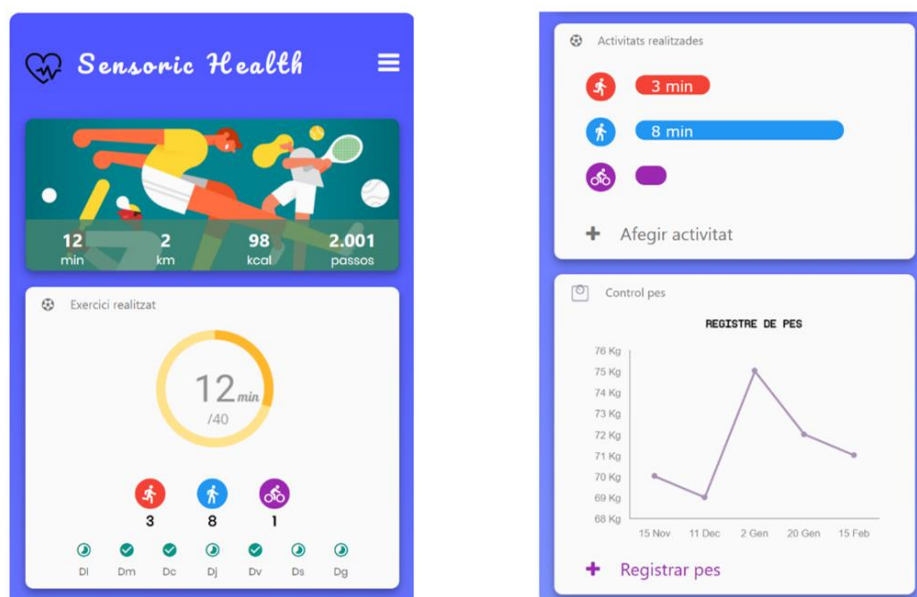 Sensoric Health
12 2 98 2.001
min km kcal passos
Exercici realitzat
12 min
/40
3 8 1
Dl Dm Dc Dj Dv Ds Dg
Activitats realitzades
3 min
8 min
+ Afegir activitat
Control pes
REGISTRE DE PES
76 Kg
75 Kg
74 Kg
73 Kg
72 Kg
71 Kg
70 Kg
69 Kg
68 Kg
15 Nov 11 Dec 2 Gen 20 Gen 15 Feb
+ Registrar pes